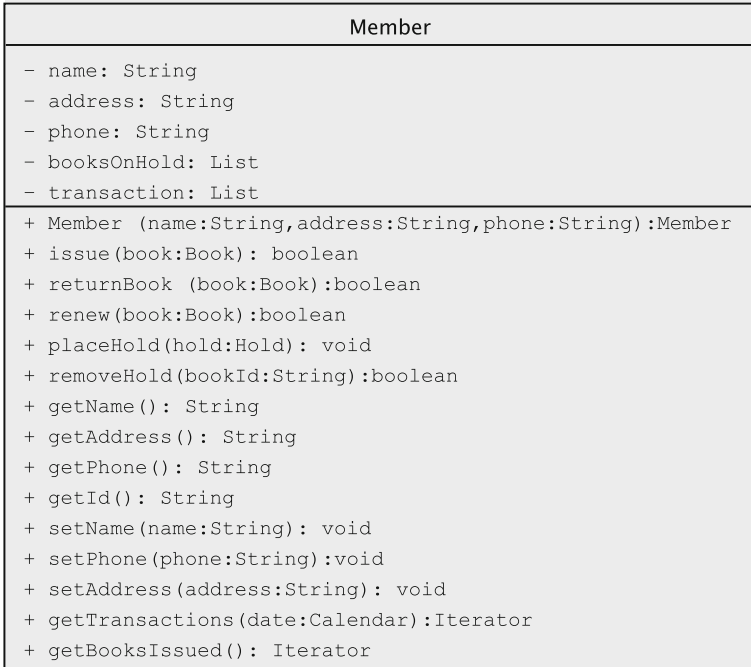 Member
- name: String
- address: String
- phone: String
- booksOnHold: List
- transaction: List
+ Member (name:String,address:String,phone:String):Member
+ issue(book:Book): boolean
+ returnBook (book:Book):boolean
+ renew(book:Book):boolean
+ placeHold(hold:Hold): void
+ removeHold(bookId:String):boolean
+ getName(): String
+ getAddress(): String
+ getPhone(): String
+ getId(): String
+ setName(name:String): void
+ setPhone(phone:String):void
+ setAddress(address:String): void
+ getTransactions(date:Calendar):Iterator
+ getBooksIssued(): Iterator